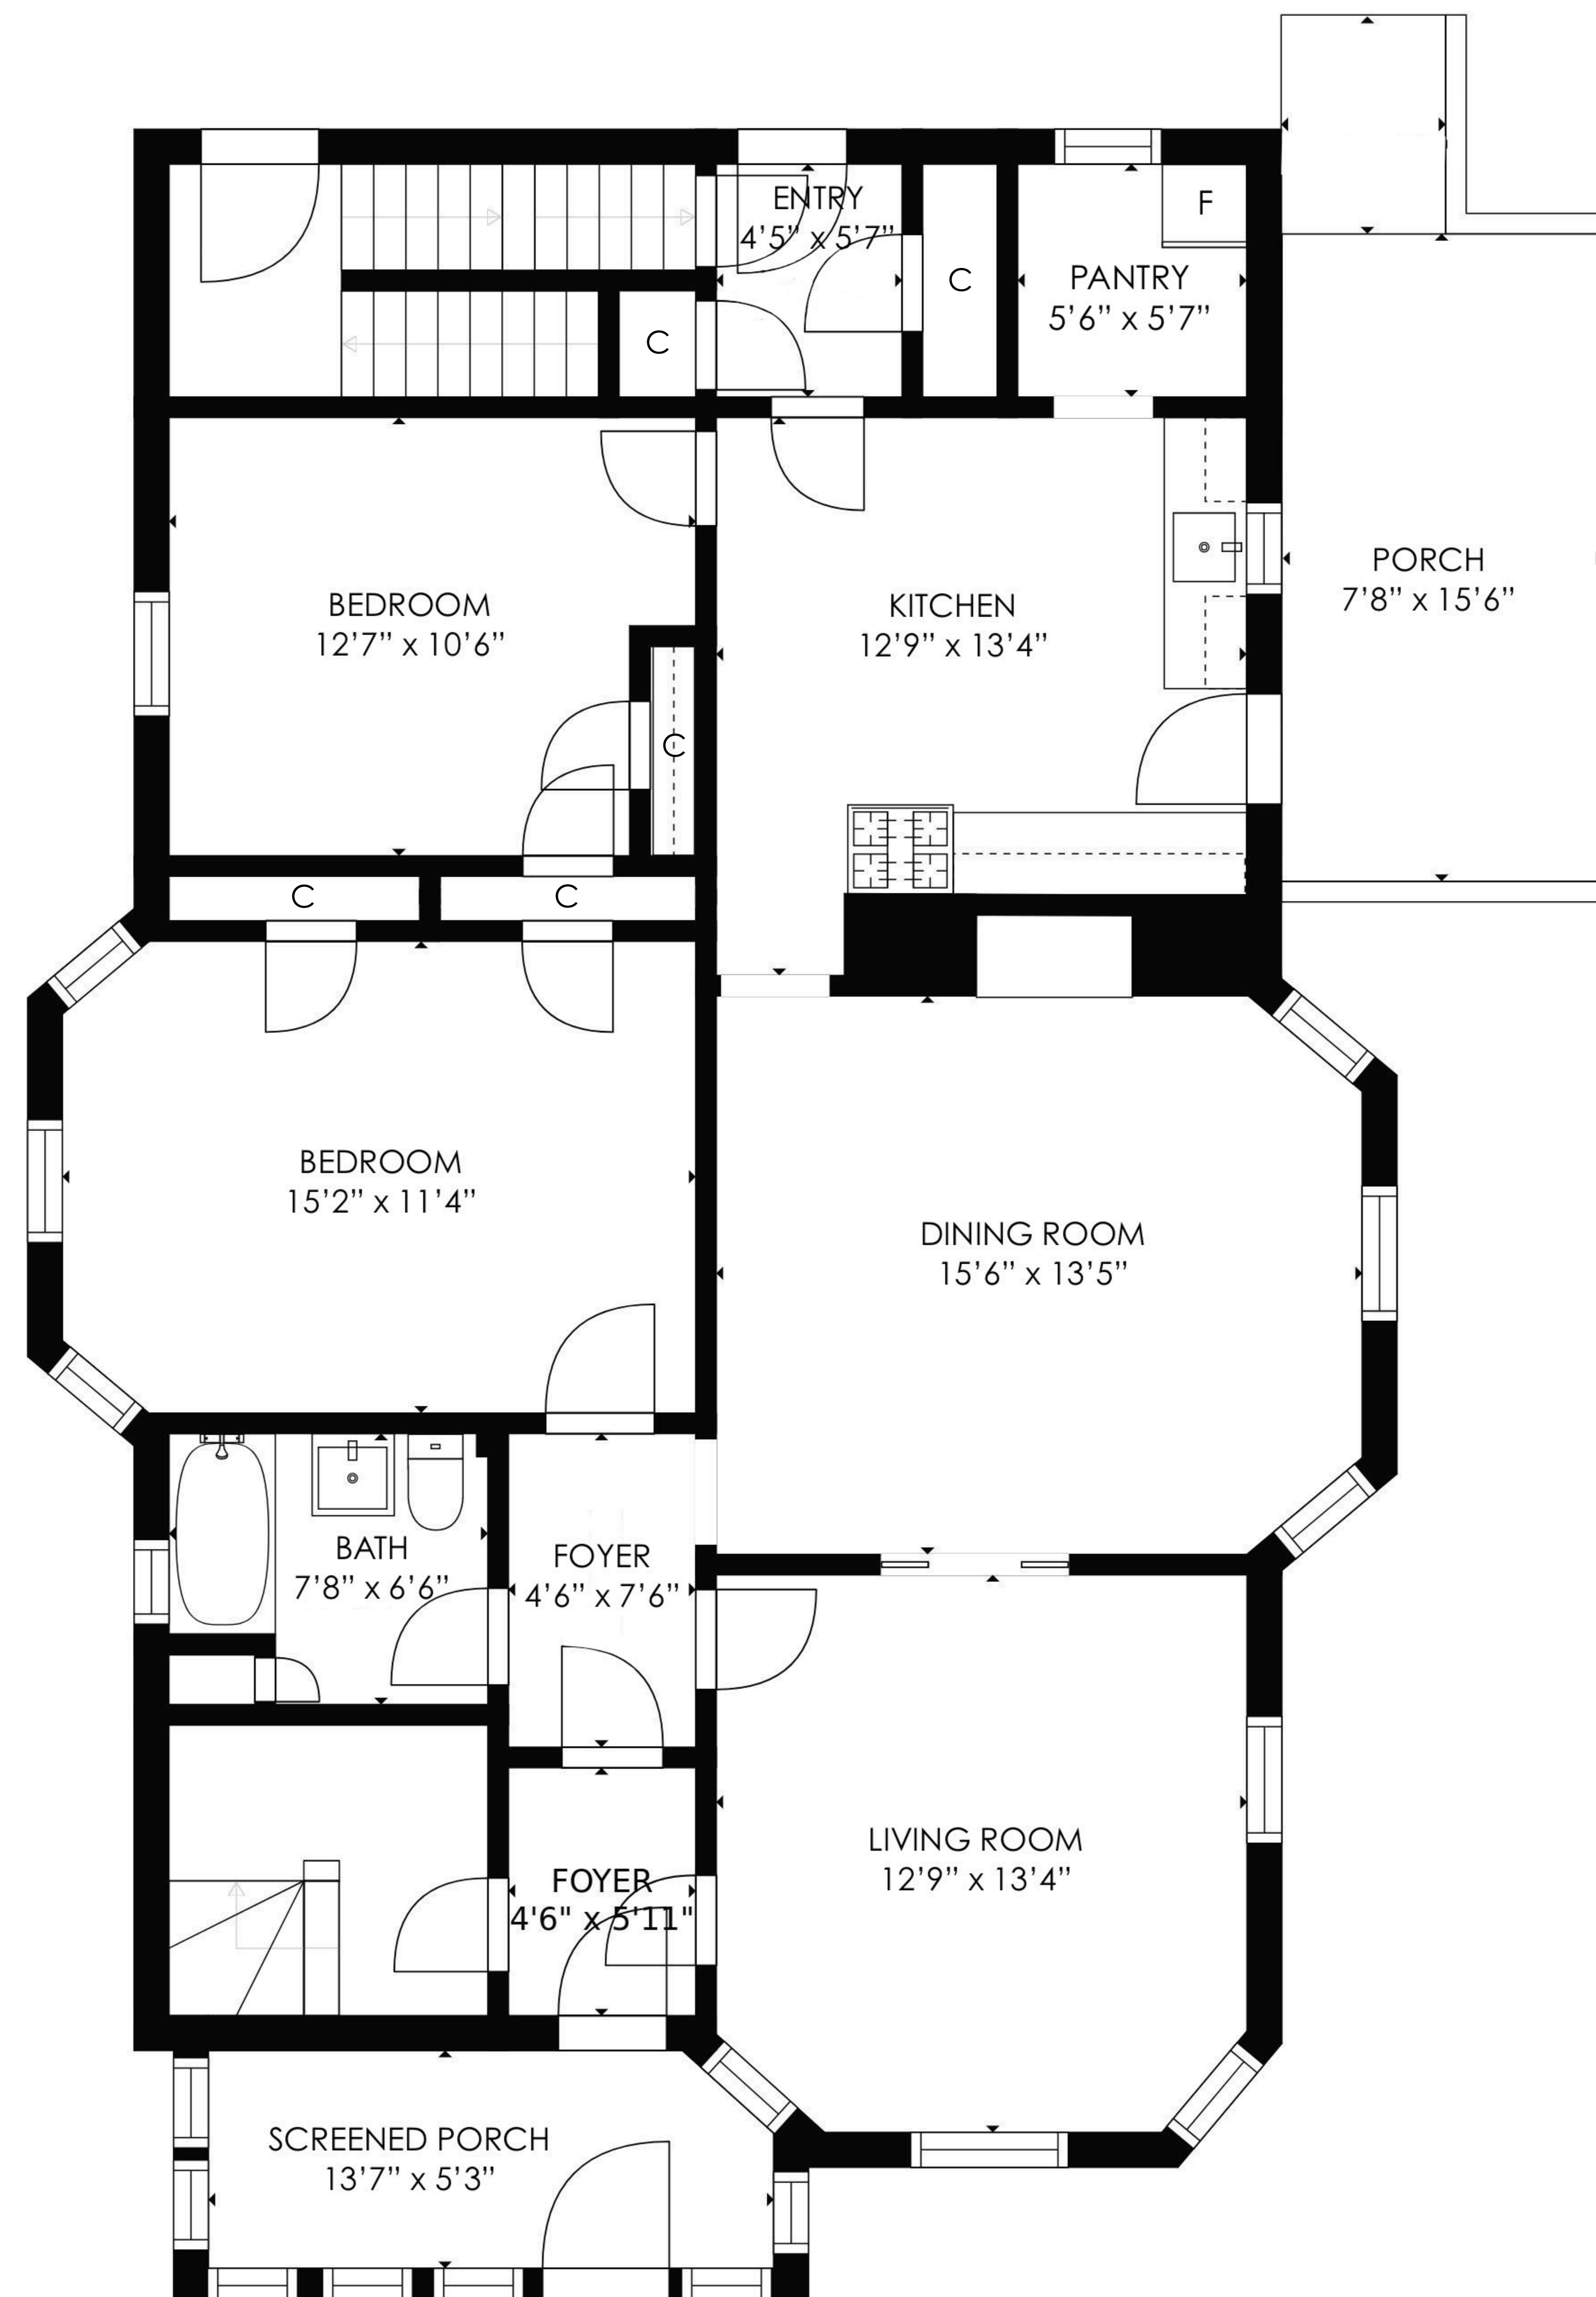 ENTRY
4’5” x 5’7”
F
C
PANTRY
5’6” x 5’7”
C
PORCH
7’8” x 15’6”
BEDROOM
12’7” x 10’6”
KITCHEN
12’9” x 13’4”
C
C
C
BEDROOM
15’2” x 11’4”
DINING ROOM
15’6” x 13’5”
BATH
7’8” x 6’6”
FOYER
4’6” x 7’6”
LIVING ROOM
12’9” x 13’4”
FOYER
4'6" x 5'11"
SCREENED PORCH
13’7” x 5’3”